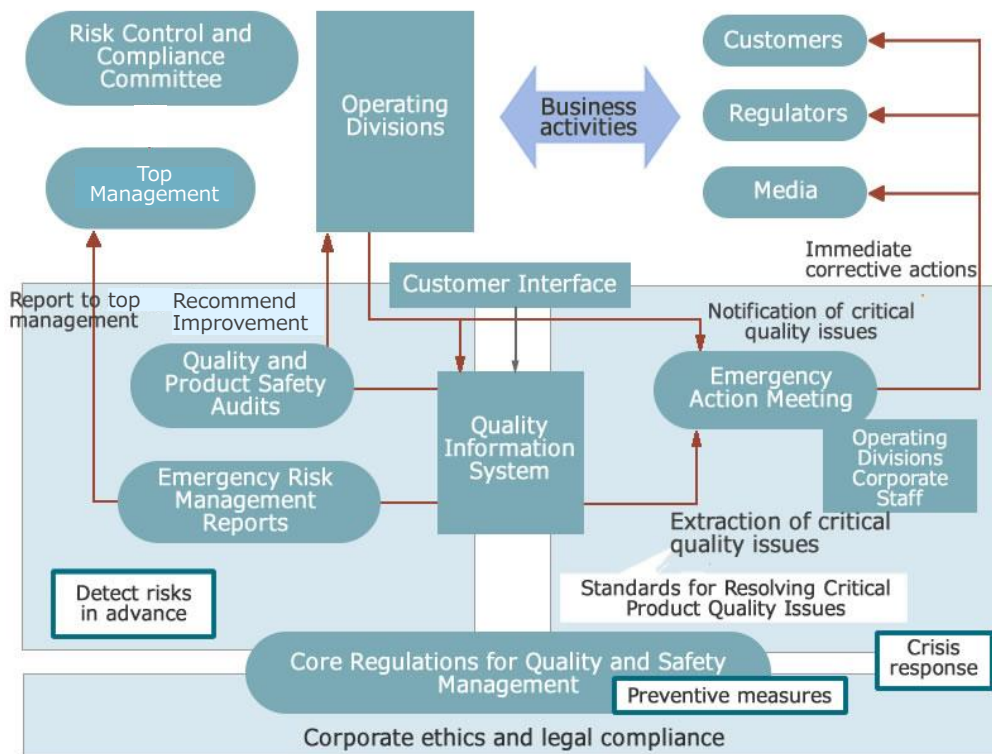 Risk Control and
Compliance
Committee
Operating
Divisions
Business
activities
Customers
Regulators
Media
Top
Management
Immediate
corrective actions
Customer Interface
Report to top
management
Recommend
Improvement
Notification of critical
quality issues
Quality and
Product Safety
Audits
Emergency
Action Meeting
Quality
Information
System
Operating
Divisions
Corporate
Staff
Emergency Risk
Management
Reports
Extraction of critical
quality issues
Detect risks
in advance
Standards for Resolving Critical
Product Quality Issues
Core Regulations for Quality and Safety
Management
Preventive measures
Crisis
response
Corporate ethics and legal compliance